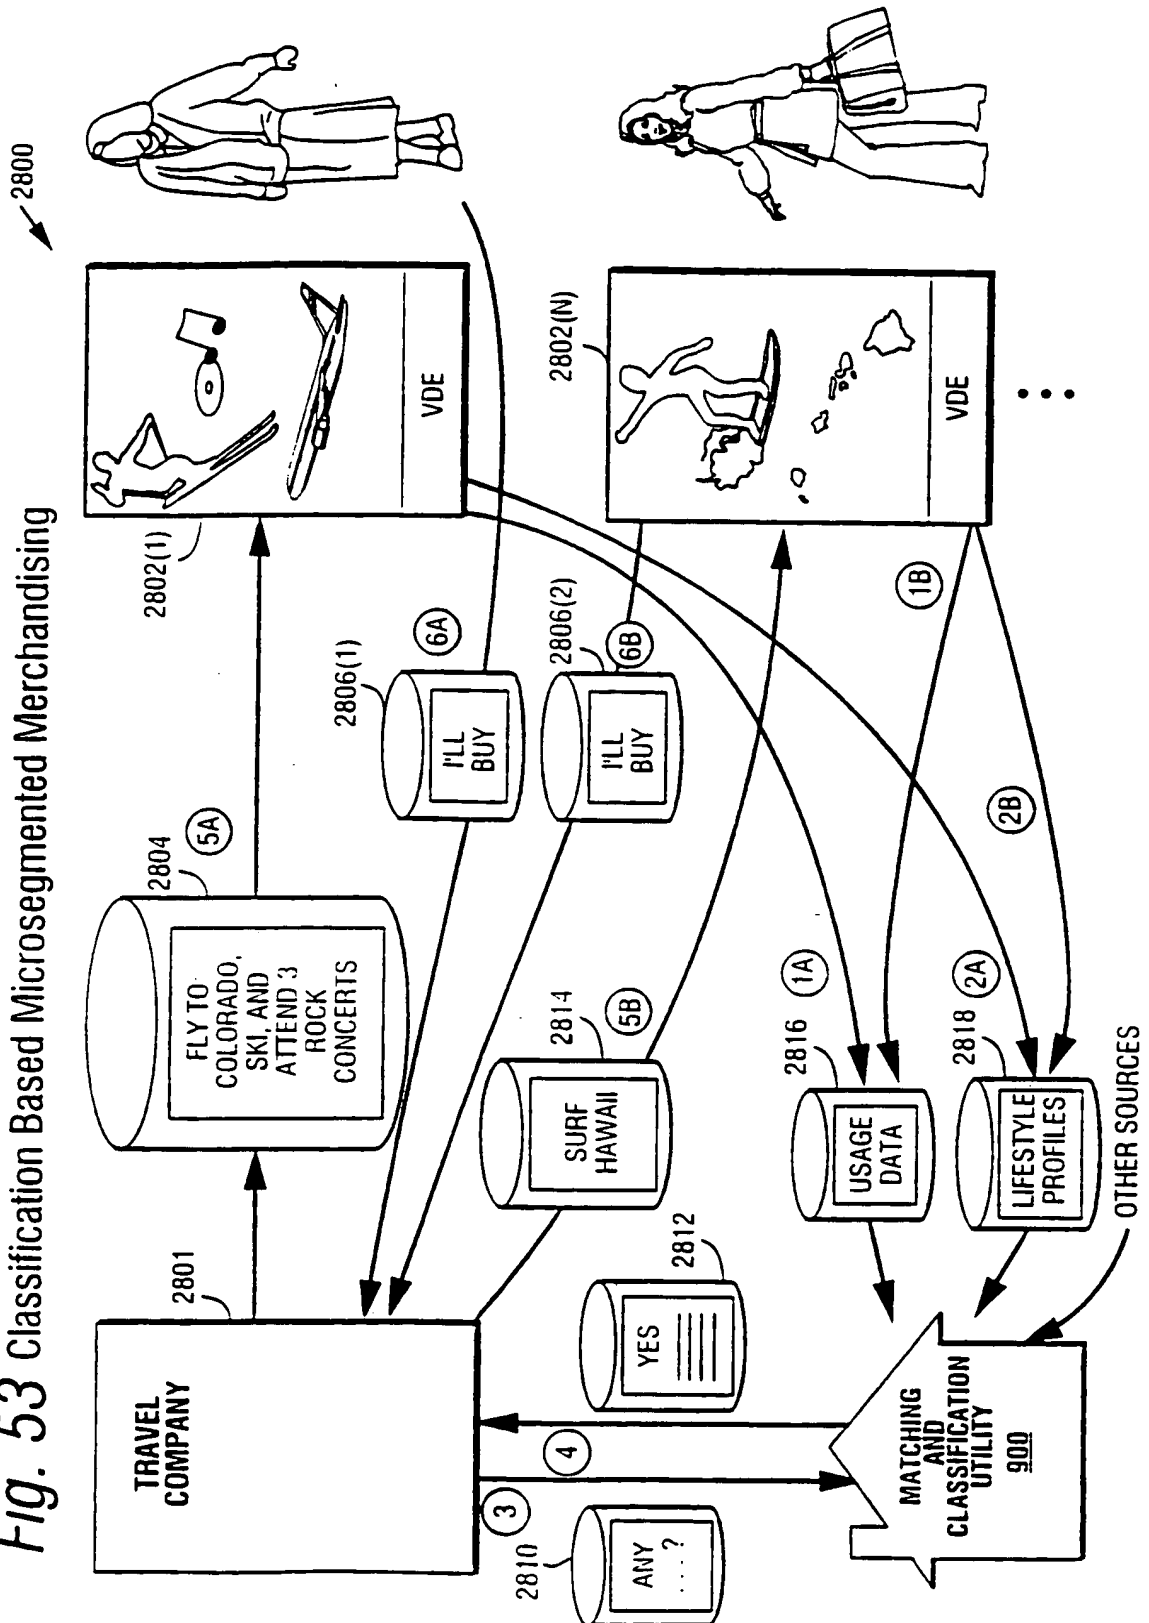 Fig. 53 Classification Based Microsegmented Merchandising
2800
TRAVEL
COMPANY
2801
2804
5A
FLY TO
COLORADO,
SKI, AND
ATTEND 3
ROCK
CONCERTS
2802(1)
VDE
2806(1)
6A
I'LL
BUY
2806(2)
6B
I'LL
BUY
2802(N)
VDE
...
2814
5B
SURF
HAWAII
3
4
2810
ANY
....?
2812
YES
1A
1B
2A
2B
2816
USAGE
DATA
2818
LIFESTYLE
PROFILES
OTHER SOURCES
MATCHING
AND
CLASSIFICATION
UTILITY
900